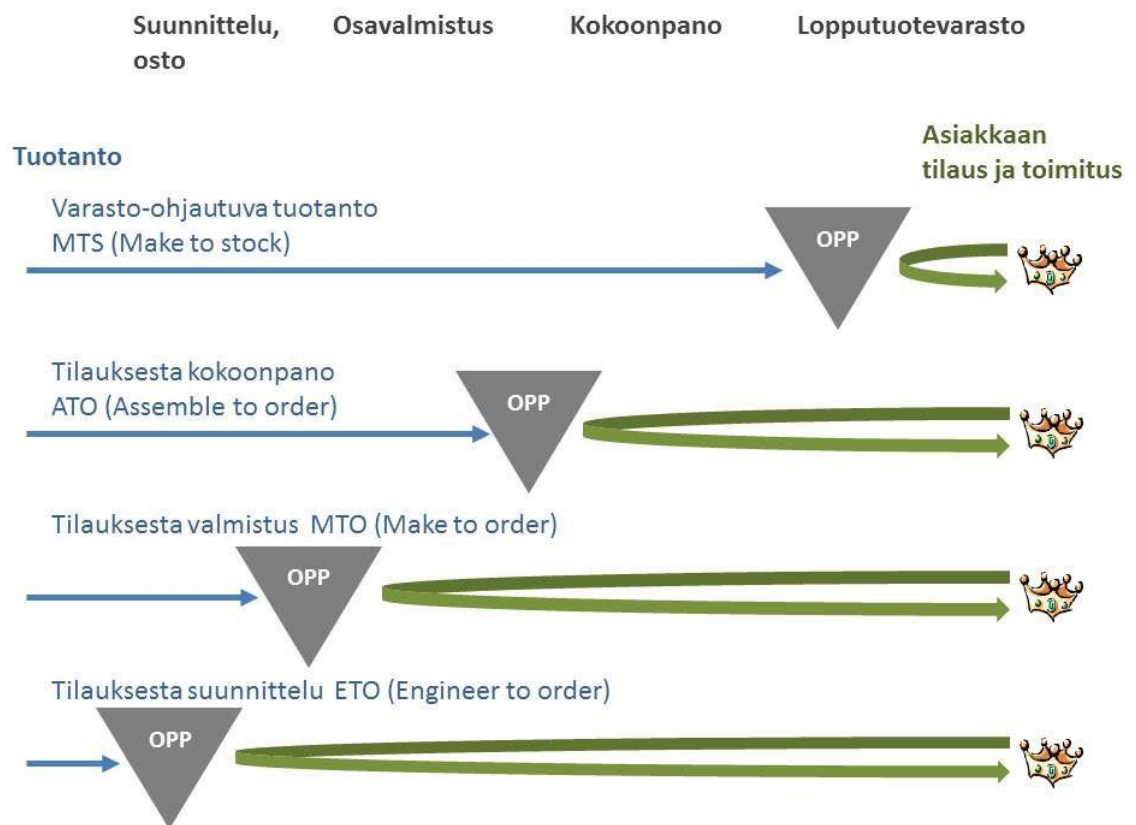 Suunnittelu,
osto
Osavalmistus
Kokoonpano
Lopputuotevarasto
Asiakkaan
tilaus ja toimitus
Tuotanto
Varasto-ohjautuva tuotanto
MTS (Make to stock)
OPP
Tilauksesta kokoonpano
ATO (Assemble to order)
OPP
Tilauksesta valmistus MTO (Make to order)
OPP
Tilauksesta suunnittelu ETO (Engineer to order)
OPP